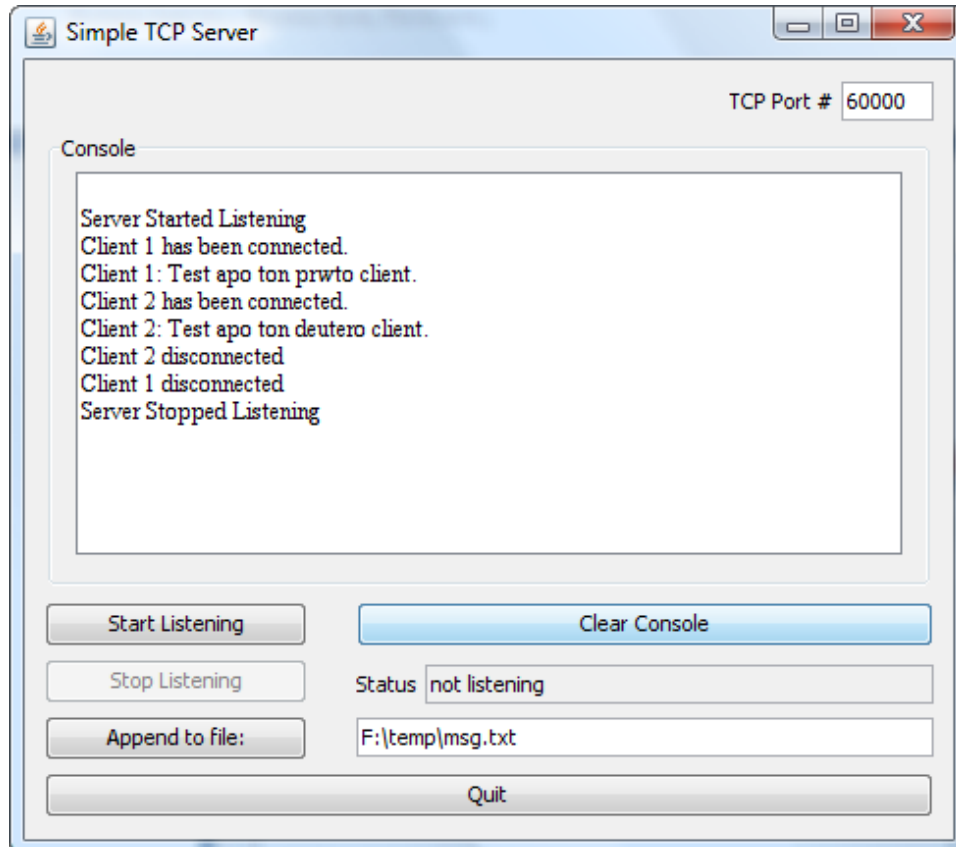 Simple TCP Server
TCP Port # 60000
Console
Server Started Listening
Client 1 has been connected.
Client 1: Test apo ton prwto client.
Client 2 has been connected.
Client 2: Test apo ton deutero client.
Client 2 disconnected
Client 1 disconnected
Server Stopped Listening
Start Listening Clear Console
Stop Listening Status not listening
Append to file: F:\temp\msg.txt
Quit